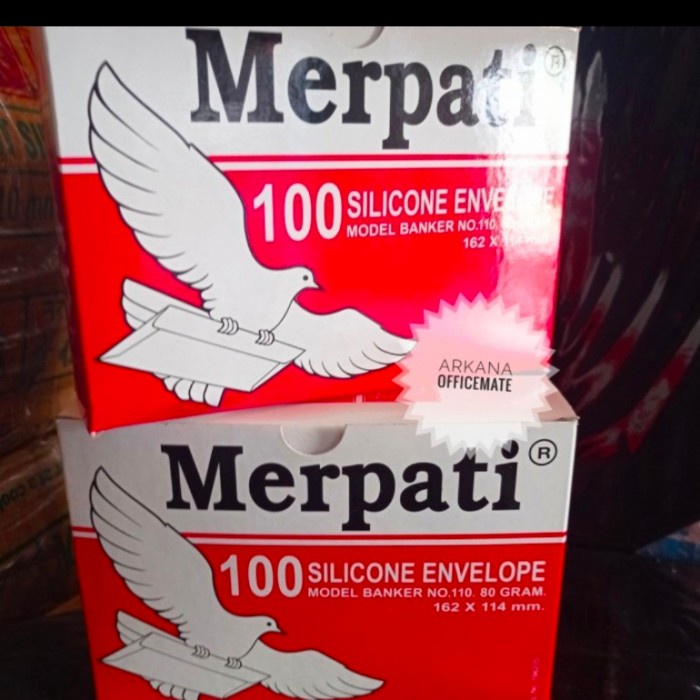 Merpati ®
100 SILICONE ENVELOPE
MODEL BANKER NO.110.
162 X
ARKANA
OFFICEMATE
Merpati ®
100 SILICONE ENVELOPE
MODEL BANKER NO.110. 80 GRAM.
162 X 114 mm.